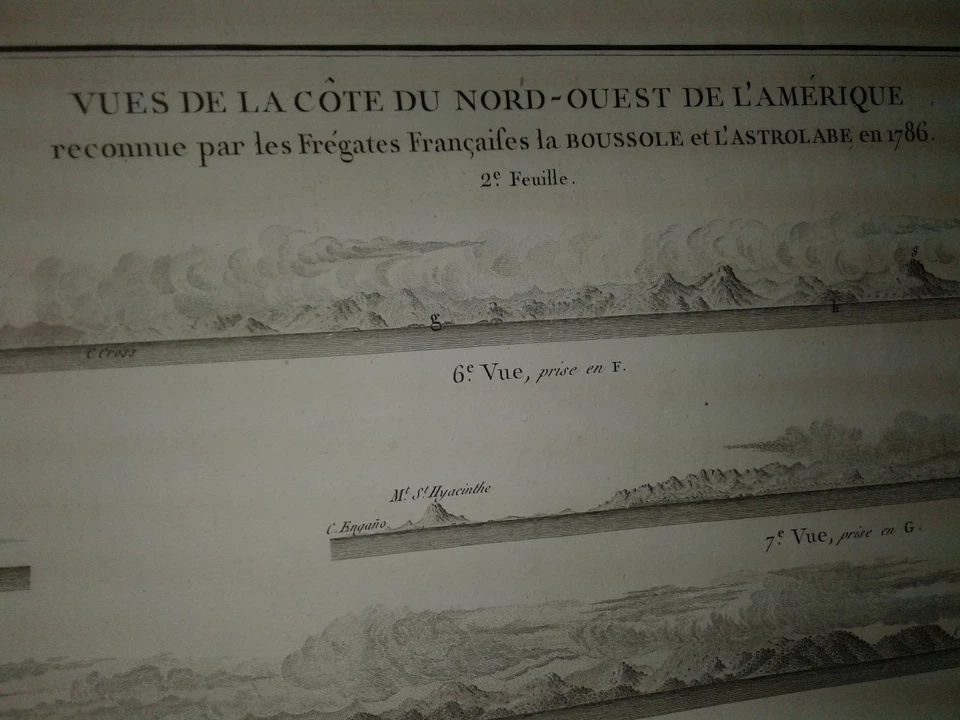 VUES DE LA CÔTE DU NORD-OUEST DE L'AMÉRIQUE
reconnue par les Frégates Françaiſes la BOUSSOLE et L'ASTROLABE en 1786.
2.e Feuille.
g
g
h
C. Cross
6.e Vue, prise en F.
M.t S.t Hyacinthe
C. Engaño
7.e Vue, prise en G.